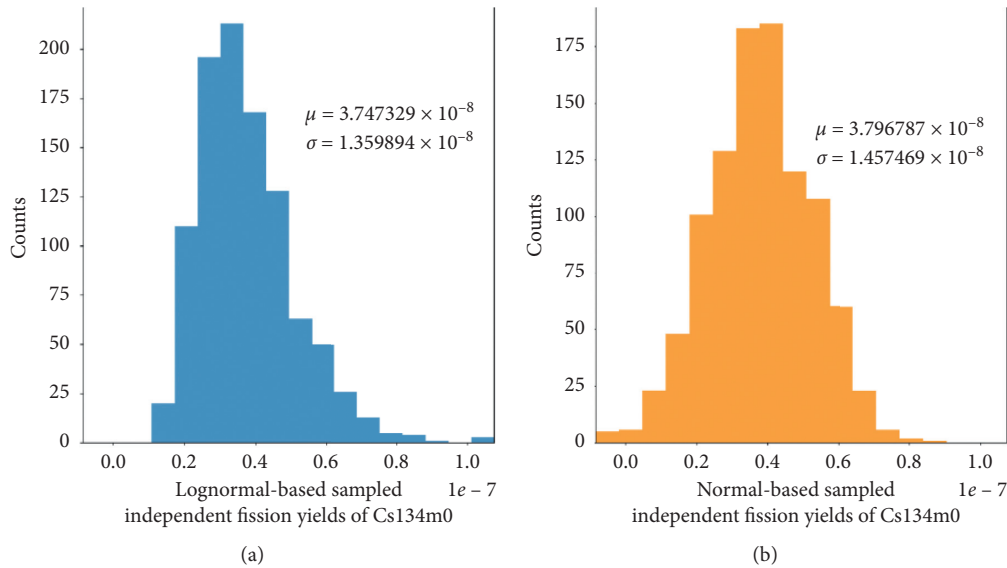 200
175
150
125
100
75
50
25
0
Counts
μ = 3.747329 × 10⁻⁸
σ = 1.359894 × 10⁻⁸
0.0 0.2 0.4 0.6 0.8 1.0
Lognormal-based sampled 1e – 7
independent fission yields of Cs134m0
(a)
175
150
125
100
75
50
25
0
Counts
μ = 3.796787 × 10⁻⁸
σ = 1.457469 × 10⁻⁸
0.0 0.2 0.4 0.6 0.8 1.0
Normal-based sampled 1e – 7
independent fission yields of Cs134m0
(b)